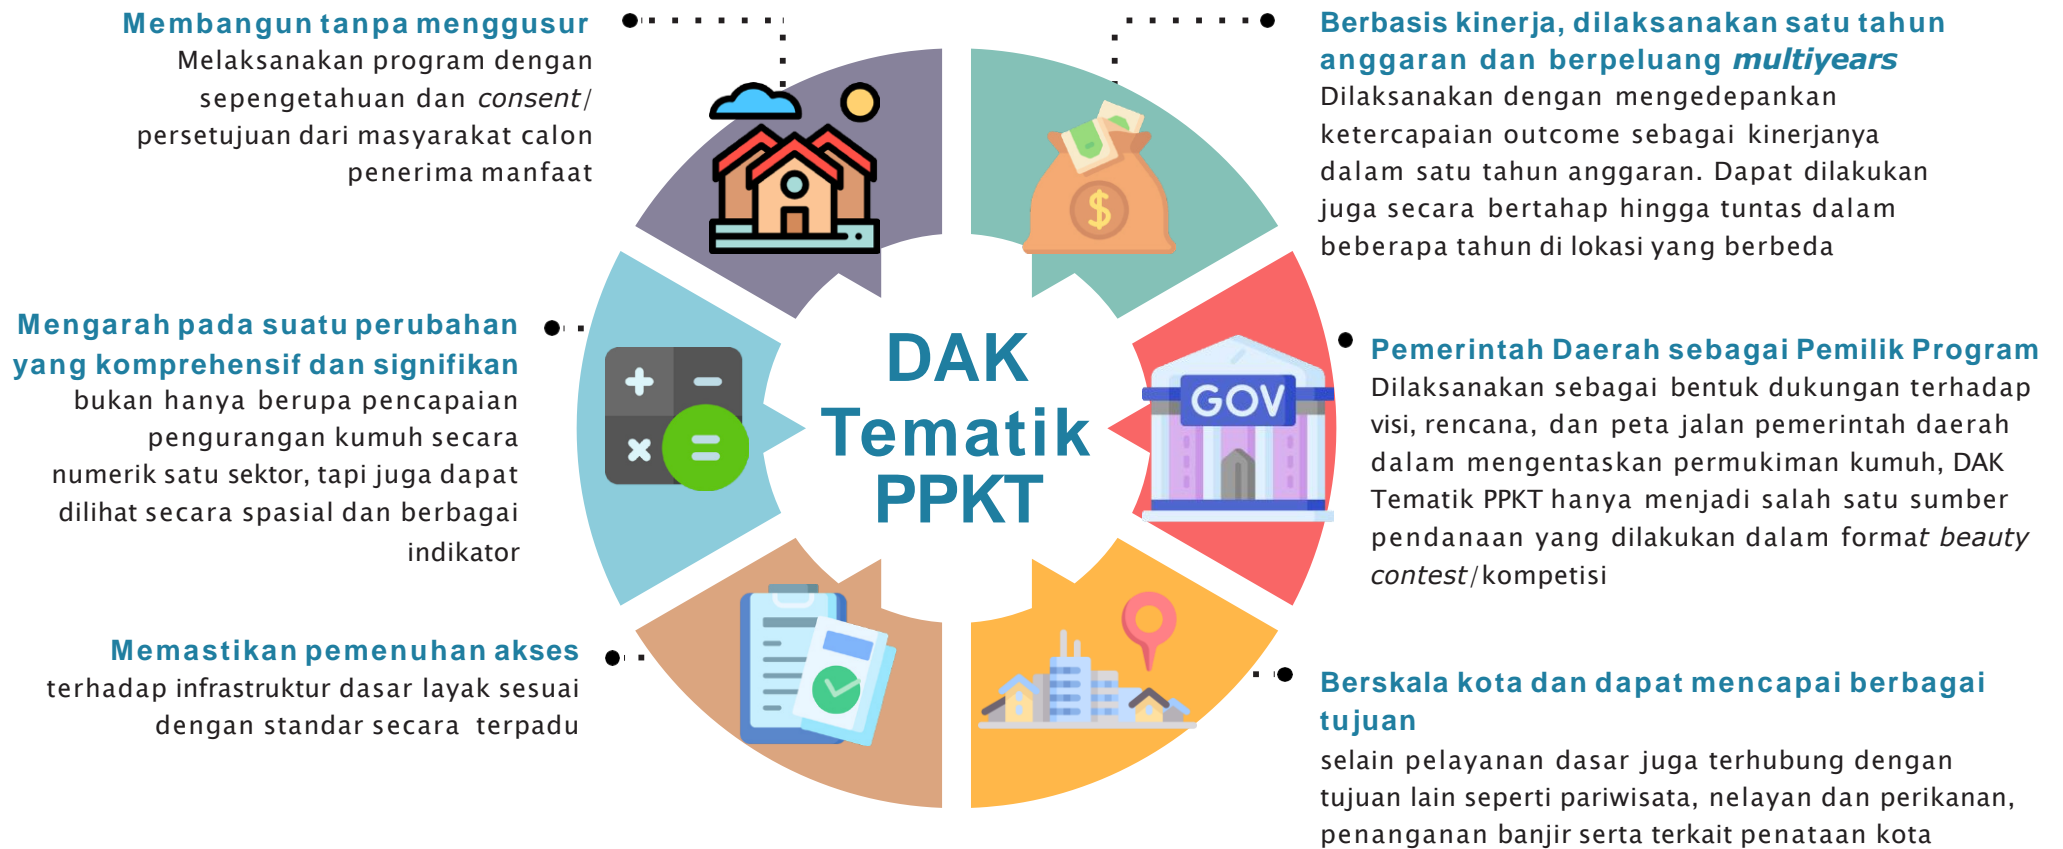 Membangun tanpa menggusur
Melaksanakan program dengan
sepengetahuan dan consent/
persetujuan dari masyarakat calon
penerima manfaat
Mengarah pada suatu perubahan
yang komprehensif dan signifikan
bukan hanya berupa pencapaian
pengurangan kumuh secara
numerik satu sektor, tapi juga dapat
dilihat secara spasial dan berbagai
indikator
Memastikan pemenuhan akses
terhadap infrastruktur dasar layak sesuai
dengan standar secara terpadu
DAK
Tematik
PPKT
$
GOV
Berbasis kinerja, dilaksanakan satu tahun
anggaran dan berpeluang multiyears
Dilaksanakan dengan mengedepankan
ketercapaian outcome sebagai kinerjanya
dalam satu tahun anggaran. Dapat dilakukan
juga secara bertahap hingga tuntas dalam
beberapa tahun di lokasi yang berbeda
Pemerintah Daerah sebagai Pemilik Program
Dilaksanakan sebagai bentuk dukungan terhadap
visi, rencana, dan peta jalan pemerintah daerah
dalam mengentaskan permukiman kumuh, DAK
Tematik PPKT hanya menjadi salah satu sumber
pendanaan yang dilakukan dalam format beauty
contest/kompetisi
Berskala kota dan dapat mencapai berbagai
tujuan
selain pelayanan dasar juga terhubung dengan
tujuan lain seperti pariwisata, nelayan dan perikanan,
penanganan banjir serta terkait penataan kota